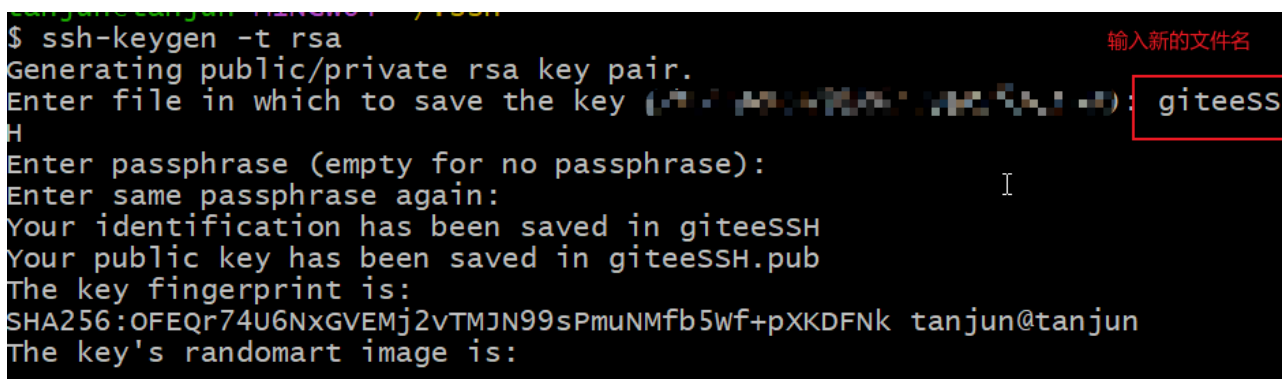 $ ssh-keygen -t rsa
输入新的文件名
Generating public/private rsa key pair.
Enter file in which to save the key ( ): giteeSS
H
Enter passphrase (empty for no passphrase):
Enter same passphrase again:
Your identification has been saved in giteeSSH
Your public key has been saved in giteeSSH.pub
The key fingerprint is:
SHA256:OFEQr74U6NxGVEMj2vTMJN99sPmuNMfb5Wf+pXKDFNk tanjun@tanjun
The key's randomart image is: